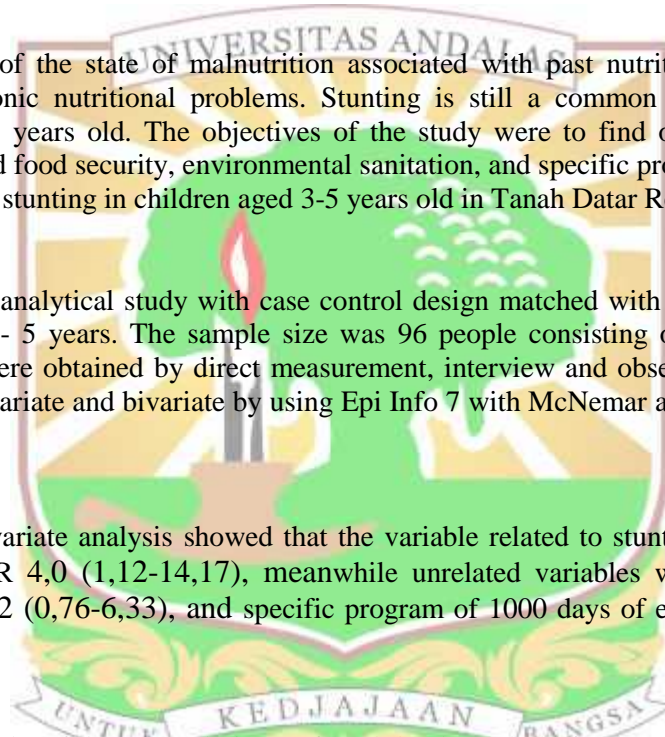 UNIVERSITAS ANDALAS
of the state of malnutrition associated with past nutrit
onic nutritional problems. Stunting is still a common
years old. The objectives of the study were to find o
d food security, environmental sanitation, and specific pro
stunting in children aged 3-5 years old in Tanah Datar R
analytical study with case control design matched with
- 5 years. The sample size was 96 people consisting o
ere obtained by direct measurement, interview and obse
ariate and bivariate by using Epi Info 7 with McNemar a
variate analysis showed that the variable related to stunt
R 4,0 (1,12-14,17), meanwhile unrelated variables w
2 (0,76-6,33), and specific program of 1000 days of e
UNTUK KEDJAJAAN BANGSA